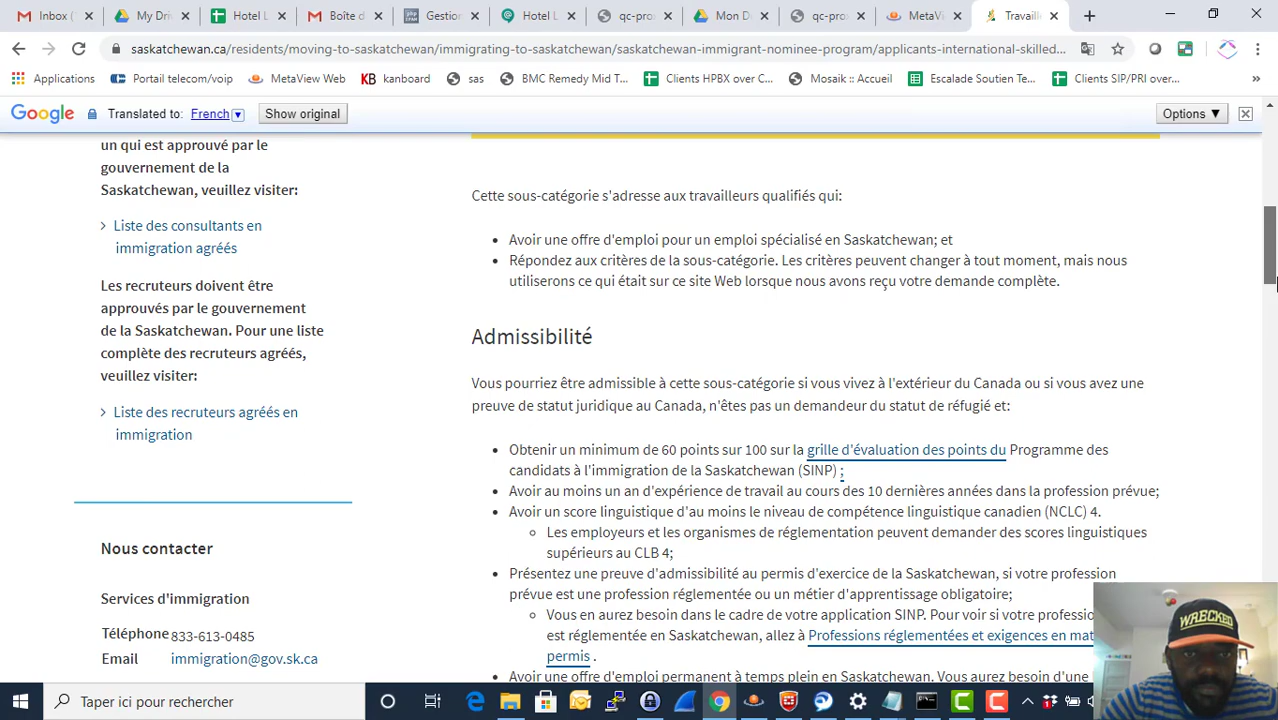 Inbox (
My Dri
Hotel L
Boîte d
Gestion
Hotel L
qc-pro
Mon D
qc-pro
MetaV
Travaille
saskatchewan.ca/residents/moving-to-saskatchewan/immigrating-to-saskatchewan/saskatchewan-immigrant-nominee-program/applicants-international-skilled...
Applications
Portail telecom/voip
MetaView Web
KB kanboard
sas
BMC Remedy Mid T...
Clients HPBX over C...
Mosaik :: Accueil
Escalade Soutien Te...
Clients SIP/PRI over...
»
Google Translated to: French Show original Options ▼
un qui est approuvé par le
gouvernement de la
Saskatchewan, veuillez visiter:
Liste des consultants en
immigration agréés
Les recruteurs doivent être
approuvés par le gouvernement
de la Saskatchewan. Pour une liste
complète des recruteurs agréés,
veuillez visiter:
Liste des recruteurs agréés en
immigration
Nous contacter
Services d'immigration
Téléphone 833-613-0485
Email immigration@gov.sk.ca
Cette sous-catégorie s'adresse aux travailleurs qualifiés qui:
• Avoir une offre d'emploi pour un emploi spécialisé en Saskatchewan; et
• Répondez aux critères de la sous-catégorie. Les critères peuvent changer à tout moment, mais nous
utiliserons ce qui était sur ce site Web lorsque nous avons reçu votre demande complète.
Admissibilité
Vous pourriez être admissible à cette sous-catégorie si vous vivez à l'extérieur du Canada ou si vous avez une
preuve de statut juridique au Canada, n'êtes pas un demandeur du statut de réfugié et:
• Obtenir un minimum de 60 points sur 100 sur la grille d'évaluation des points du Programme des
candidats à l'immigration de la Saskatchewan (SINP) ;
• Avoir au moins un an d'expérience de travail au cours des 10 dernières années dans la profession prévue;
• Avoir un score linguistique d'au moins le niveau de compétence linguistique canadien (NCLC) 4.
Les employeurs et les organismes de réglementation peuvent demander des scores linguistiques
supérieurs au CLB 4;
• Présentez une preuve d'admissibilité au permis d'exercice de la Saskatchewan, si votre profession
prévue est une profession réglementée ou un métier d'apprentissage obligatoire;
Vous en aurez besoin dans le cadre de votre application SINP. Pour voir si votre profession
est réglementée en Saskatchewan, allez à Professions réglementées et exigences en mat
permis .
• Avoir une offre d'emploi permanent à temps plein en Saskatchewan. Vous aurez besoin d'une
WRECKED
Taper ici pour rechercher